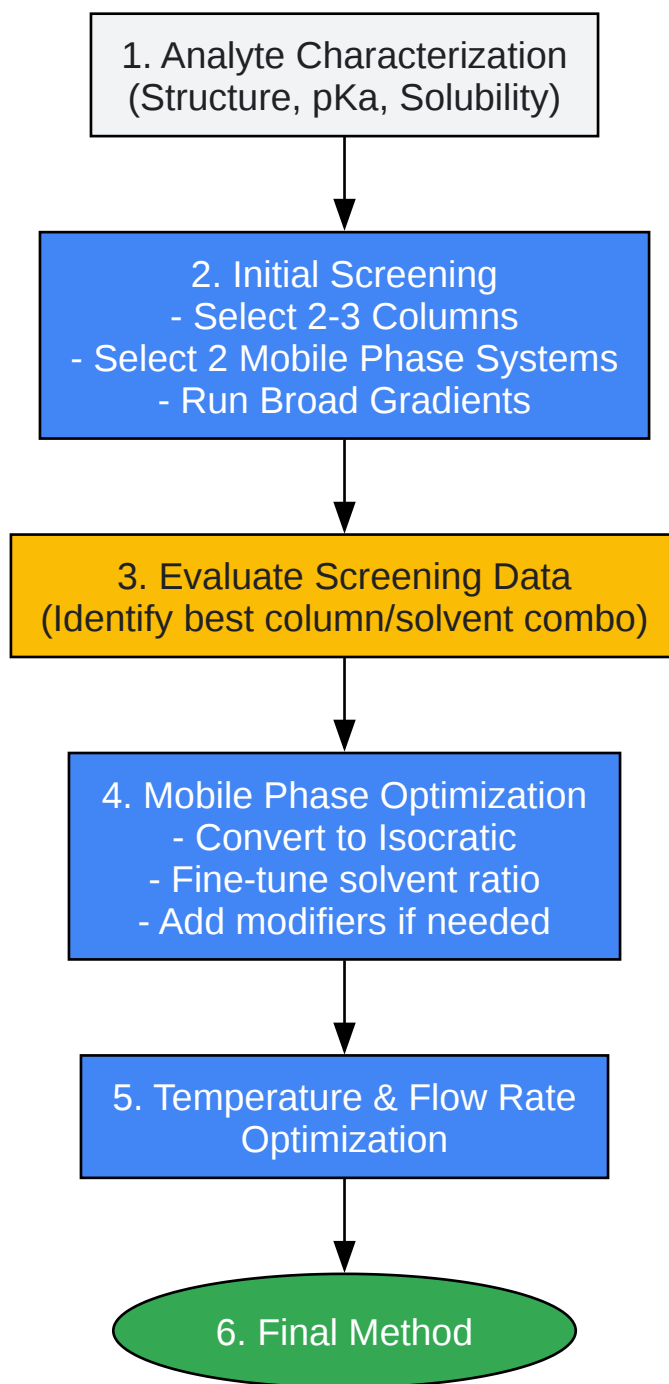 1. Analyte Characterization
(Structure, pKa, Solubility)
2. Initial Screening
- Select 2-3 Columns
- Select 2 Mobile Phase Systems
- Run Broad Gradients
3. Evaluate Screening Data
(Identify best column/solvent combo)
4. Mobile Phase Optimization
- Convert to Isocratic
- Fine-tune solvent ratio
- Add modifiers if needed
5. Temperature & Flow Rate
Optimization
6. Final Method